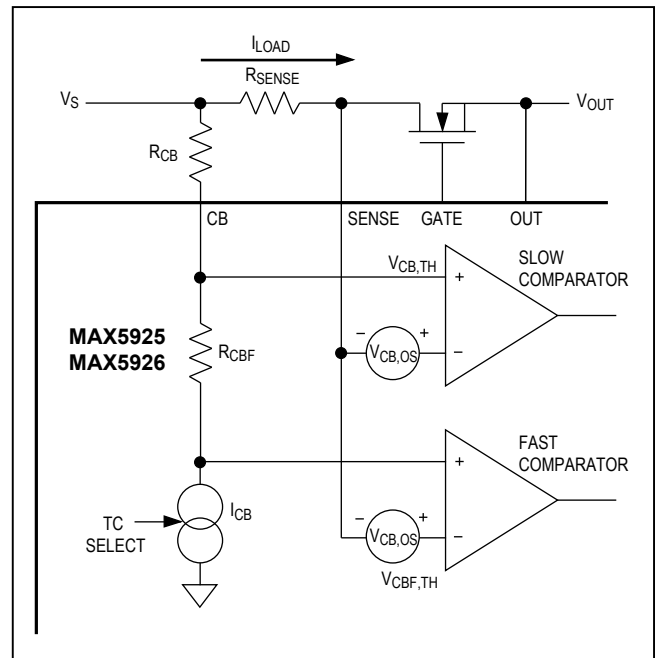 ILOAD
RSENSE
VS
VOUT
RCB
CB
SENSE
GATE
OUT
VCB,TH
SLOW
COMPARATOR
+
− +
VCB,OS
−
MAX5925
MAX5926
RCBF
FAST
COMPARATOR
+
ICB
TC
SELECT
− +
VCB,OS
−
VCBF,TH